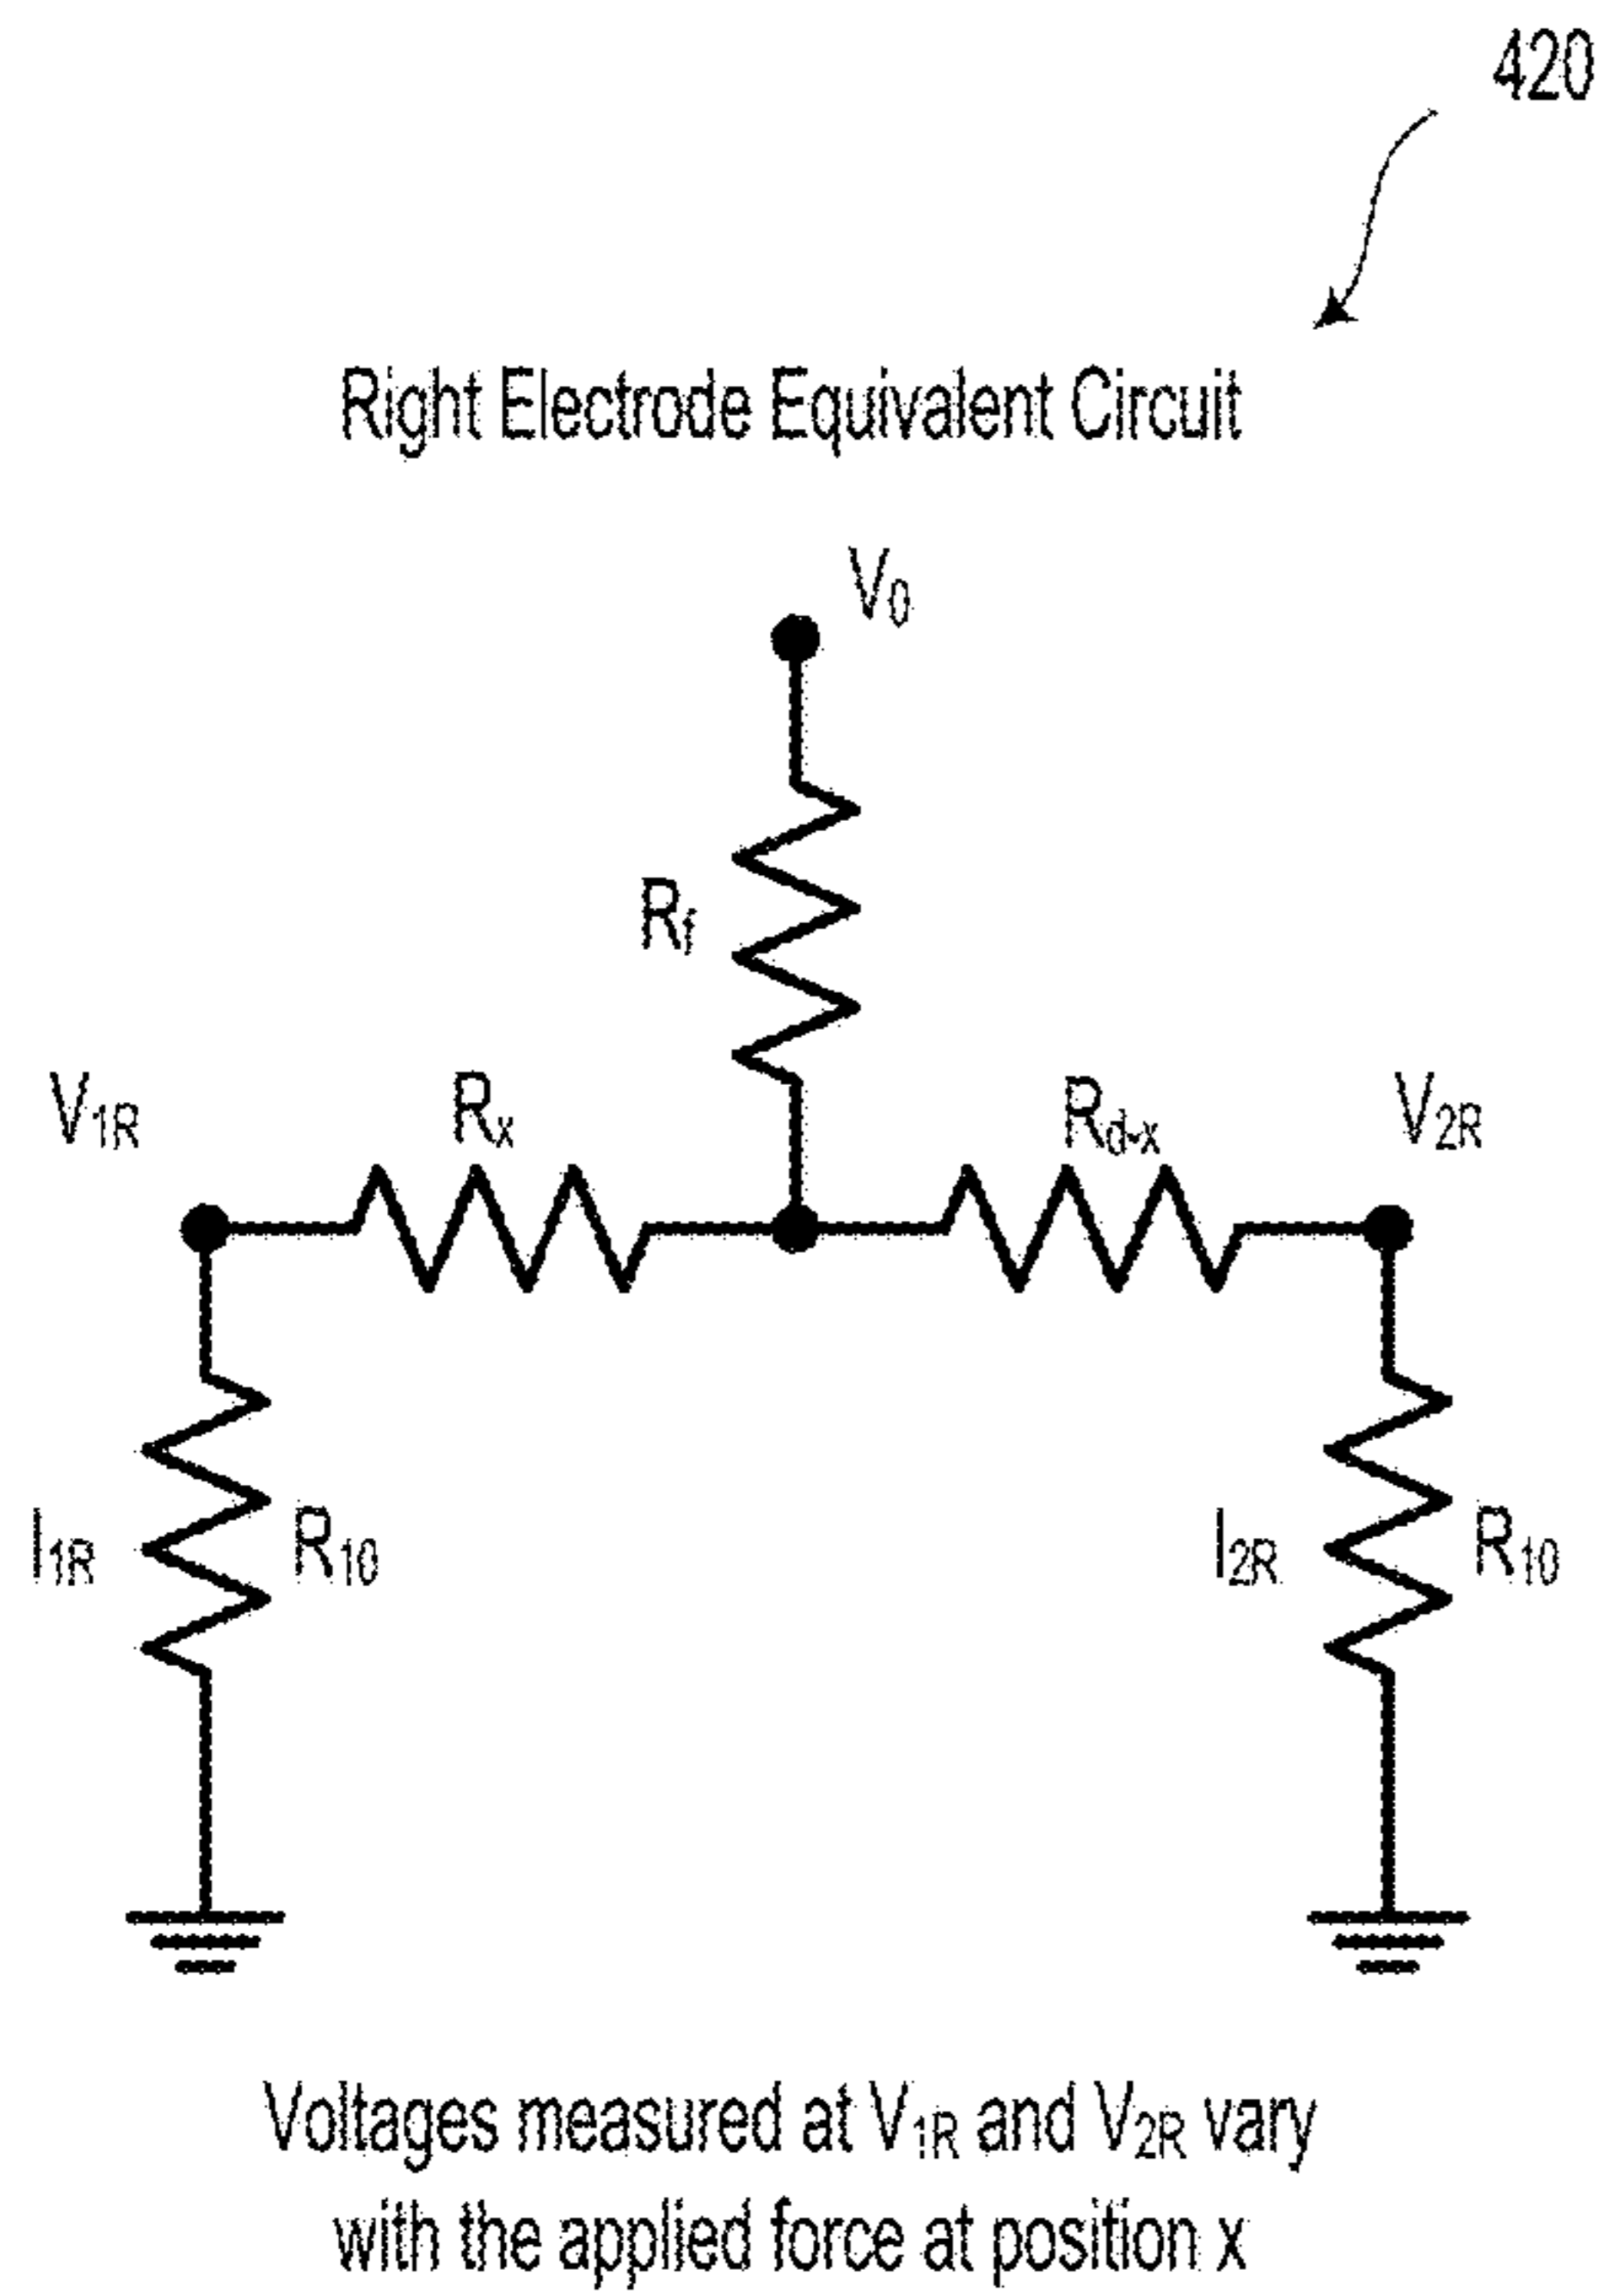 420
Right Electrode Equivalent Circuit
V0
Rf
V1R
Rx
Rd-x
V2R
I1R
R10
I2R
R10
Voltages measured at V1R and V2R vary
with the applied force at position x